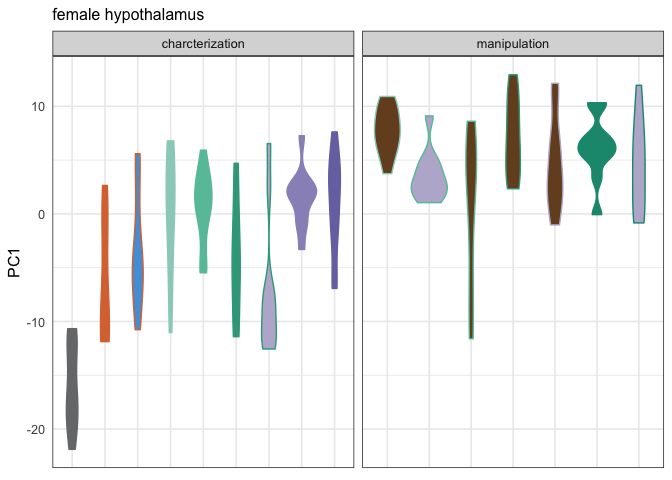 female hypothalamus
charcterization
manipulation
PC1
10
0
-10
-20